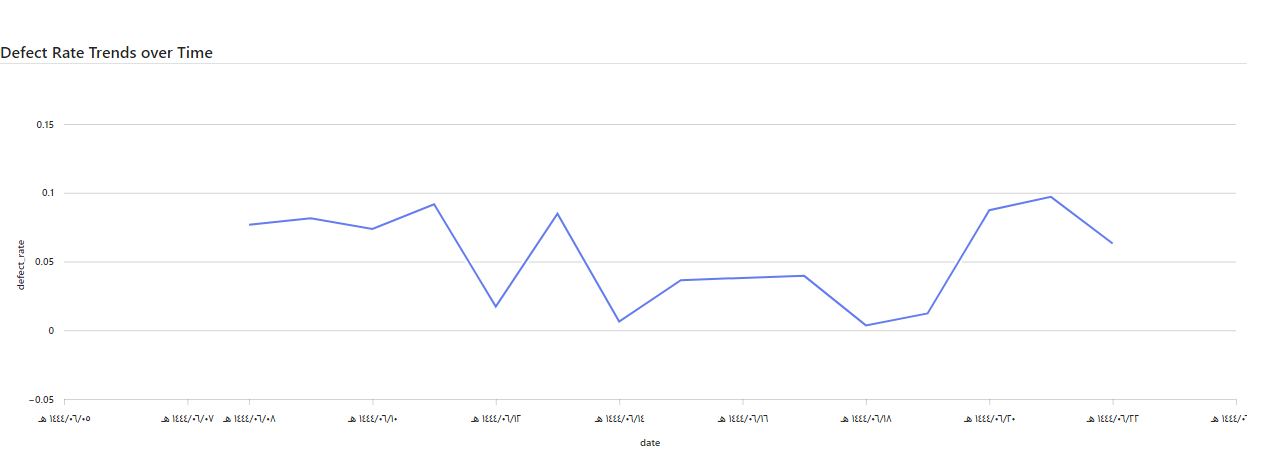 Defect Rate Trends over Time
0.15
0.1
0.05
0
−0.05
defect_rate
١٤٤٤/٠٦/٠٥ هـ
١٤٤٤/٠٦/٠٧ هـ
١٤٤٤/٠٦/٠٨ هـ
١٤٤٤/٠٦/١٠ هـ
١٤٤٤/٠٦/١٢ هـ
١٤٤٤/٠٦/١٤ هـ
١٤٤٤/٠٦/١٦ هـ
١٤٤٤/٠٦/١٨ هـ
١٤٤٤/٠٦/٢٠ هـ
١٤٤٤/٠٦/٢٢ هـ
date